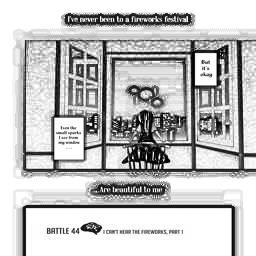 I've never been to a fireworks festival
But
it's
okay
Even the
small sparks
I see from
my window
...Are beautiful to me
BATTLE 44
I CAN'T HEAR THE FIREWORKS, PART 1